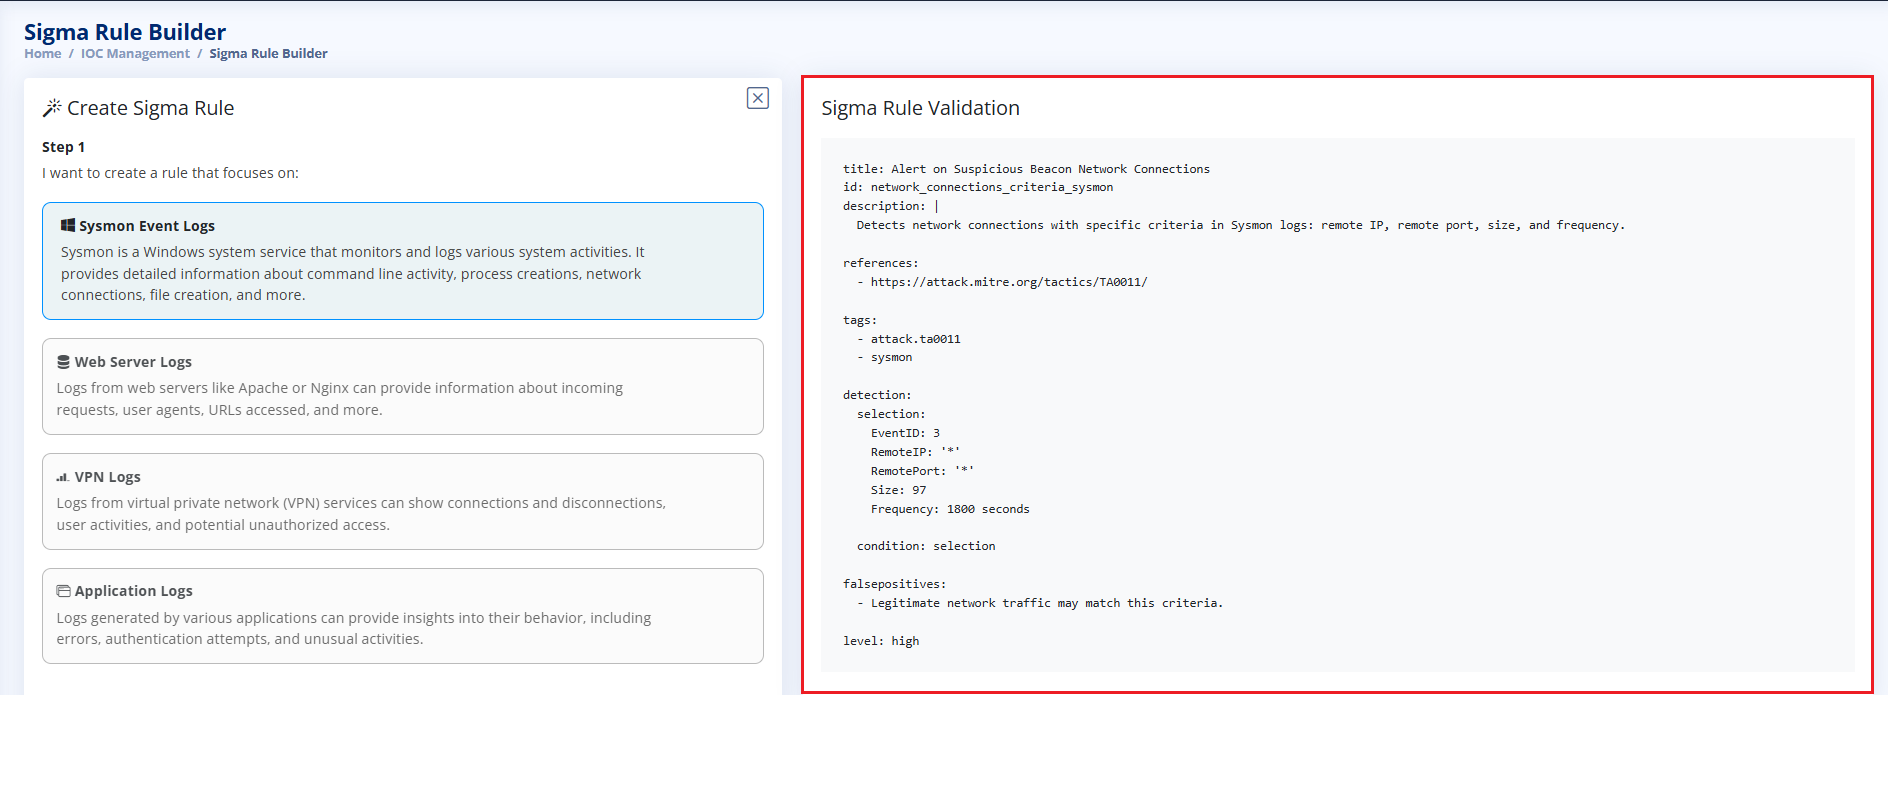 Sigma Rule Builder
Home / IOC Management / Sigma Rule Builder
Create Sigma Rule
Step 1
I want to create a rule that focuses on:
Sysmon Event Logs
Sysmon is a Windows system service that monitors and logs various system activities. It
provides detailed information about command line activity, process creations, network
connections, file creation, and more.
Web Server Logs
Logs from web servers like Apache or Nginx can provide information about incoming
requests, user agents, URLs accessed, and more.
VPN Logs
Logs from virtual private network (VPN) services can show connections and disconnections,
user activities, and potential unauthorized access.
Application Logs
Logs generated by various applications can provide insights into their behavior, including
errors, authentication attempts, and unusual activities.
Sigma Rule Validation
title: Alert on Suspicious Beacon Network Connections
id: network_connections_criteria_sysmon
description: |
  Detects network connections with specific criteria in Sysmon logs: remote IP, remote port, size, and frequency.
references:
  - https://attack.mitre.org/tactics/TA0011/
tags:
  - attack.ta0011
  - sysmon
detection:
  selection:
    EventID: 3
    RemoteIP: '*'
    RemotePort: '*'
    Size: 97
    Frequency: 1800 seconds
  condition: selection
falsepositives:
  - Legitimate network traffic may match this criteria.
level: high